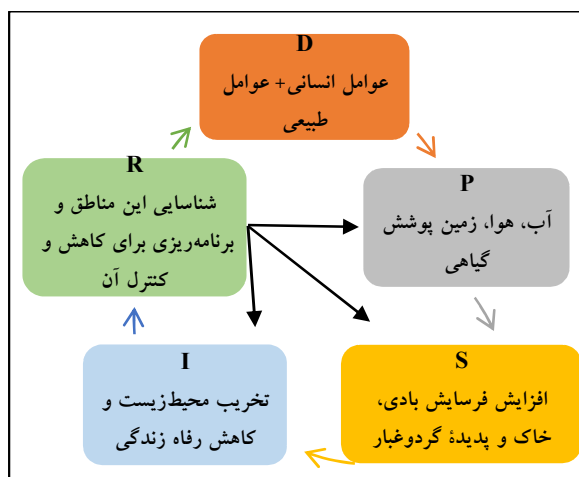 D
عوامل انسانی+ عوامل
طبیعی
P
آب، هوا، زمین پوشش
گیاهی
S
افزایش فرسایش بادی،
خاک و پدیدهٔ گردوغبار
I
تخریب محیط‌زیست و
کاهش رفاه زندگی
R
شناسایی این مناطق و
برنامه‌ریزی برای کاهش و
کنترل آن